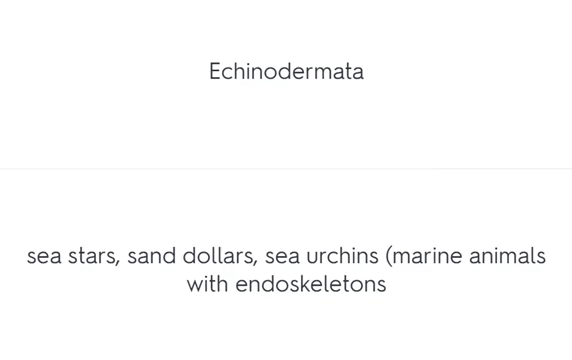 Echinodermata
sea stars, sand dollars, sea urchins (marine animals
with endoskeletons